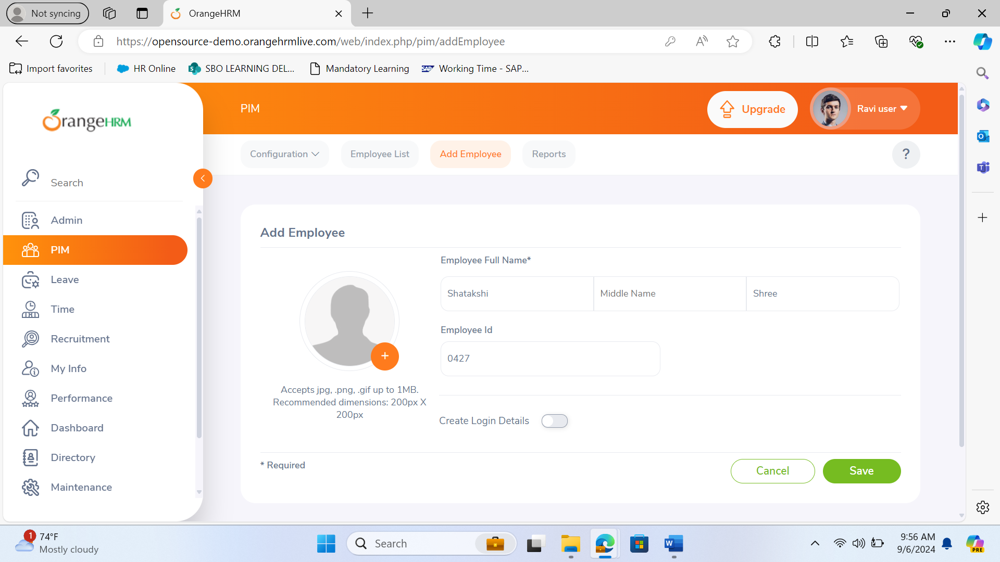 Not syncing
OrangeHRM
https://opensource-demo.orangehrmlive.com/web/index.php/pim/addEmployee
Import favorites
HR Online
SBO LEARNING DEL...
Mandatory Learning
Working Time - SAP...
OrangeHRM
PIM
Upgrade
Ravi user
Configuration
Employee List
Add Employee
Reports
?
Search
Admin
PIM
Leave
Time
Recruitment
My Info
Performance
Dashboard
Directory
Maintenance
Add Employee
Employee Full Name*
Shatakshi
Middle Name
Shree
Employee Id
0427
Accepts jpg, .png, .gif up to 1MB.
Recommended dimensions: 200px X
200px
Create Login Details
* Required
Cancel
Save
1
74°F
Mostly cloudy
Search
9:56 AM
9/6/2024
PRE